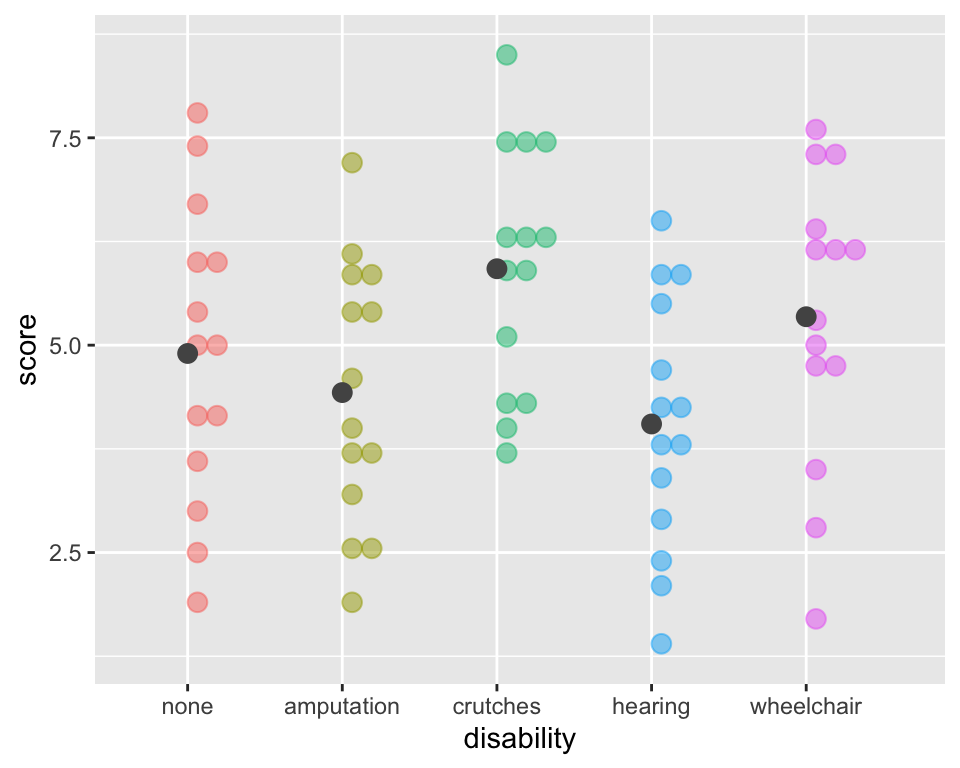 score
7.5
5.0
2.5
none amputation crutches hearing wheelchair
disability